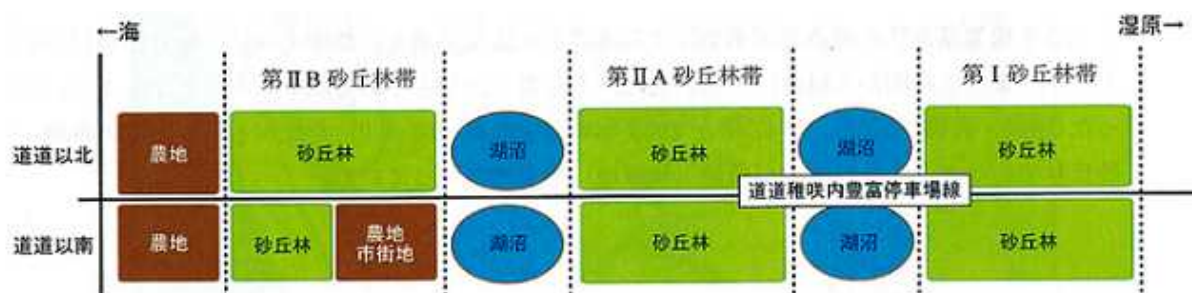 ←海
湿原→
第ⅡB砂丘林帯
第ⅡA砂丘林帯
第Ⅰ砂丘林帯
道道以北
農地
砂丘林
湖沼
砂丘林
湖沼
砂丘林
道道稚咲内豊富停車場線
道道以南
農地
砂丘林
農地
市街地
湖沼
砂丘林
湖沼
砂丘林